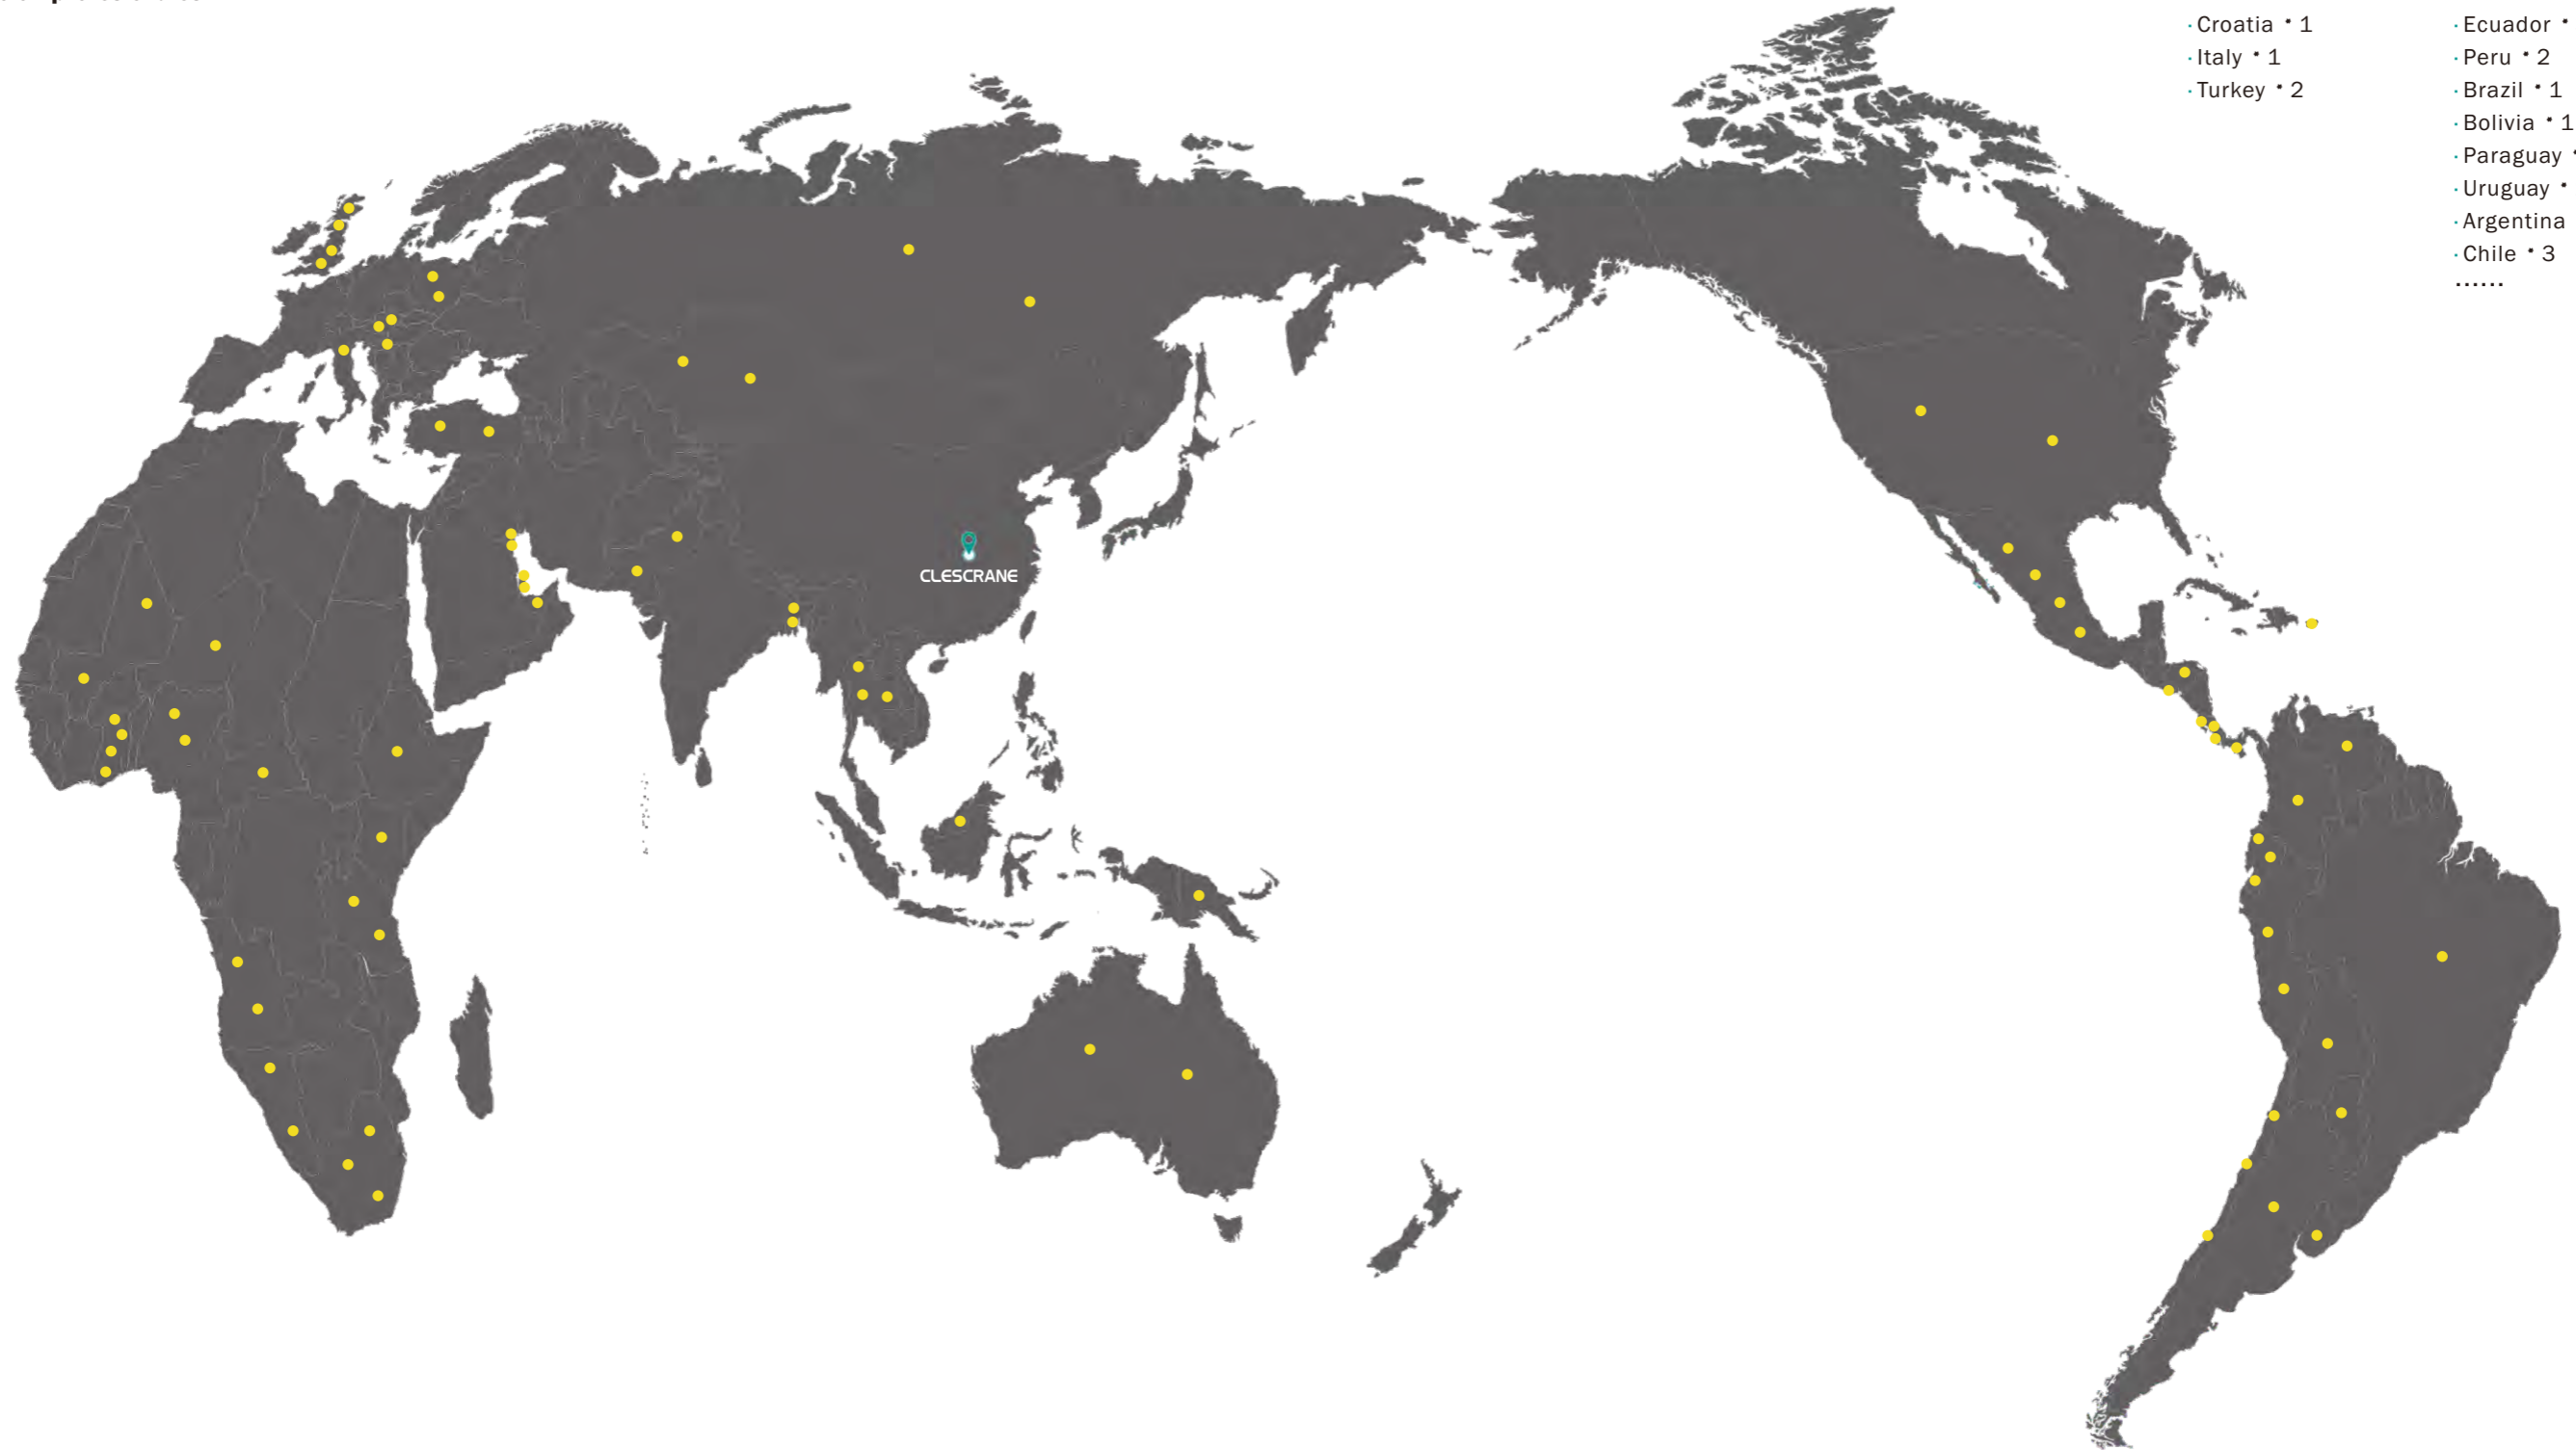 · Croatia * 1
· Italy * 1
· Turkey * 2
· Ecuador *
· Peru * 2
· Brazil * 1
· Bolivia * 1
· Paraguay *
· Uruguay *
· Argentina
· Chile * 3
......
CLESCRANE